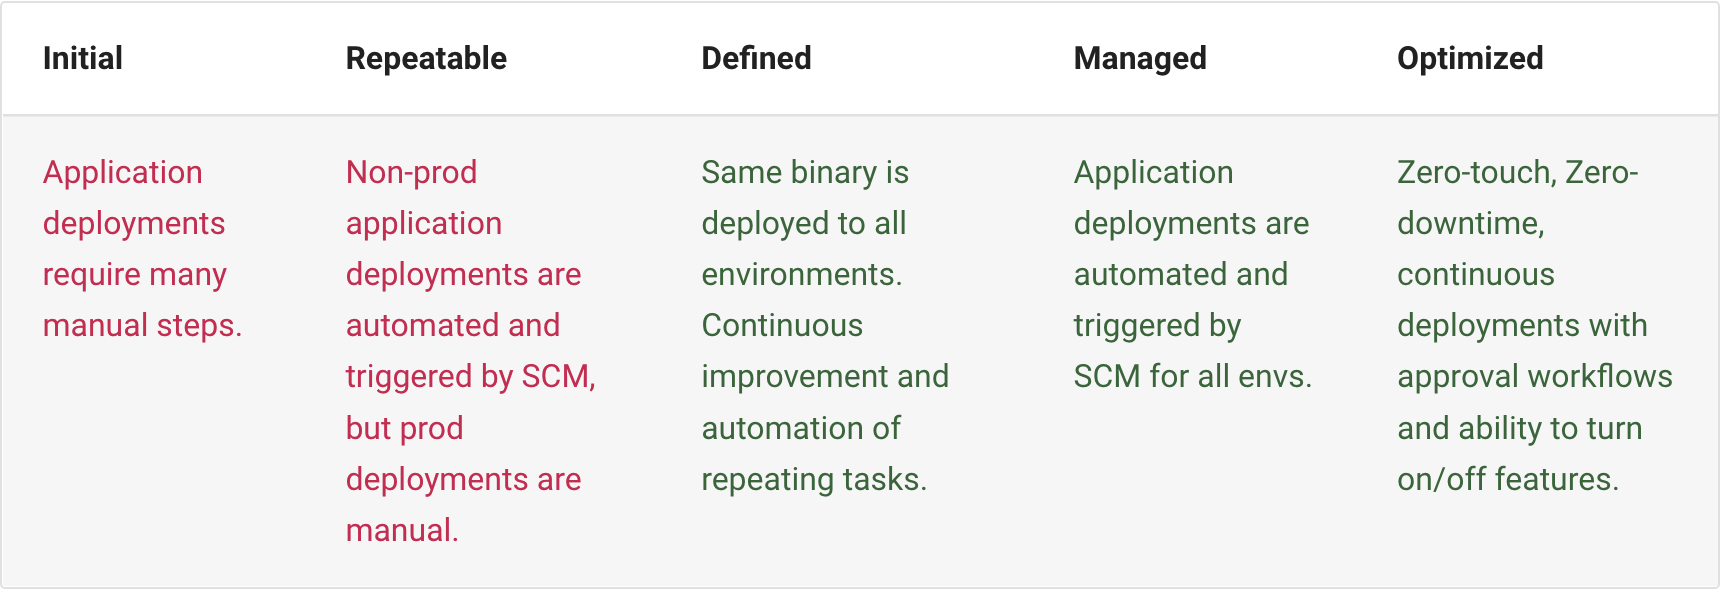 Initial
Repeatable
Defined
Managed
Optimized
Application
deployments
require many
manual steps.
Non-prod
application
deployments are
automated and
triggered by SCM,
but prod
deployments are
manual.
Same binary is
deployed to all
environments.
Continuous
improvement and
automation of
repeating tasks.
Application
deployments are
automated and
triggered by
SCM for all envs.
Zero-touch, Zero-
downtime,
continuous
deployments with
approval workflows
and ability to turn
on/off features.